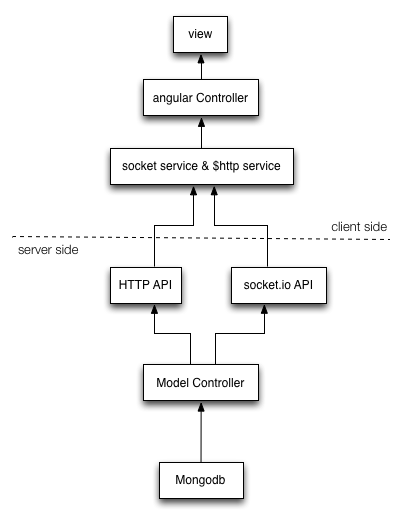 view
angular Controller
socket service & $http service
client side
server side
HTTP API
socket.io API
Model Controller
Mongodb